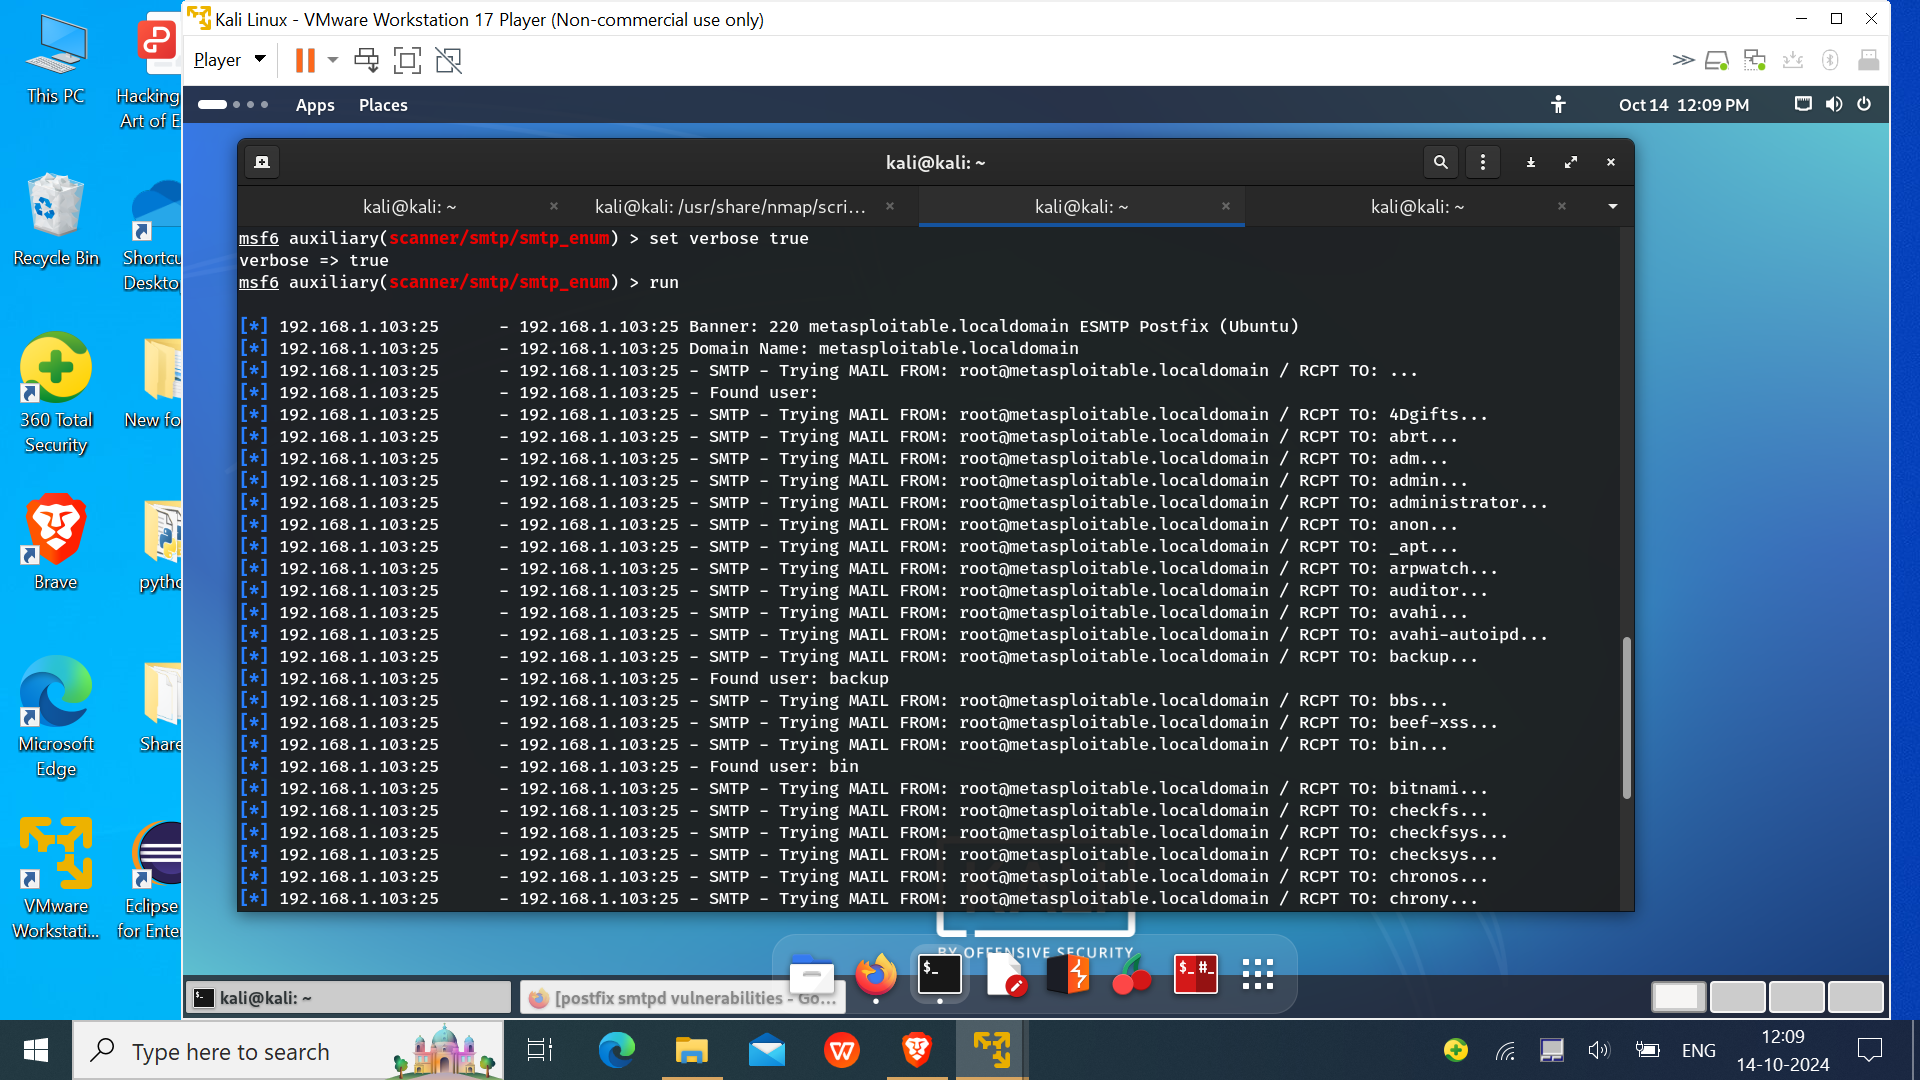 Kali Linux - VMware Workstation 17 Player (Non-commercial use only)
Player
Apps
Places
Oct 14 12:09 PM
kali@kali: ~
kali@kali: ~
kali@kali: /usr/share/nmap/scri...
kali@kali: ~
kali@kali: ~
msf6 auxiliary(scanner/smtp/smtp_enum) > set verbose true
verbose => true
msf6 auxiliary(scanner/smtp/smtp_enum) > run
[*] 192.168.1.103:25 - 192.168.1.103:25 Banner: 220 metasploitable.localdomain ESMTP Postfix (Ubuntu)
[*] 192.168.1.103:25 - 192.168.1.103:25 Domain Name: metasploitable.localdomain
[*] 192.168.1.103:25 - 192.168.1.103:25 - SMTP - Trying MAIL FROM: root@metasploitable.localdomain / RCPT TO: ...
[*] 192.168.1.103:25 - 192.168.1.103:25 - Found user:
[*] 192.168.1.103:25 - 192.168.1.103:25 - SMTP - Trying MAIL FROM: root@metasploitable.localdomain / RCPT TO: 4Dgifts...
[*] 192.168.1.103:25 - 192.168.1.103:25 - SMTP - Trying MAIL FROM: root@metasploitable.localdomain / RCPT TO: abrt...
[*] 192.168.1.103:25 - 192.168.1.103:25 - SMTP - Trying MAIL FROM: root@metasploitable.localdomain / RCPT TO: adm...
[*] 192.168.1.103:25 - 192.168.1.103:25 - SMTP - Trying MAIL FROM: root@metasploitable.localdomain / RCPT TO: admin...
[*] 192.168.1.103:25 - 192.168.1.103:25 - SMTP - Trying MAIL FROM: root@metasploitable.localdomain / RCPT TO: administrator...
[*] 192.168.1.103:25 - 192.168.1.103:25 - SMTP - Trying MAIL FROM: root@metasploitable.localdomain / RCPT TO: anon...
[*] 192.168.1.103:25 - 192.168.1.103:25 - SMTP - Trying MAIL FROM: root@metasploitable.localdomain / RCPT TO: _apt...
[*] 192.168.1.103:25 - 192.168.1.103:25 - SMTP - Trying MAIL FROM: root@metasploitable.localdomain / RCPT TO: arpwatch...
[*] 192.168.1.103:25 - 192.168.1.103:25 - SMTP - Trying MAIL FROM: root@metasploitable.localdomain / RCPT TO: auditor...
[*] 192.168.1.103:25 - 192.168.1.103:25 - SMTP - Trying MAIL FROM: root@metasploitable.localdomain / RCPT TO: avahi...
[*] 192.168.1.103:25 - 192.168.1.103:25 - SMTP - Trying MAIL FROM: root@metasploitable.localdomain / RCPT TO: avahi-autoipd...
[*] 192.168.1.103:25 - 192.168.1.103:25 - SMTP - Trying MAIL FROM: root@metasploitable.localdomain / RCPT TO: backup...
[*] 192.168.1.103:25 - 192.168.1.103:25 - Found user: backup
[*] 192.168.1.103:25 - 192.168.1.103:25 - SMTP - Trying MAIL FROM: root@metasploitable.localdomain / RCPT TO: bbs...
[*] 192.168.1.103:25 - 192.168.1.103:25 - SMTP - Trying MAIL FROM: root@metasploitable.localdomain / RCPT TO: beef-xss...
[*] 192.168.1.103:25 - 192.168.1.103:25 - SMTP - Trying MAIL FROM: root@metasploitable.localdomain / RCPT TO: bin...
[*] 192.168.1.103:25 - 192.168.1.103:25 - Found user: bin
[*] 192.168.1.103:25 - 192.168.1.103:25 - SMTP - Trying MAIL FROM: root@metasploitable.localdomain / RCPT TO: bitnami...
[*] 192.168.1.103:25 - 192.168.1.103:25 - SMTP - Trying MAIL FROM: root@metasploitable.localdomain / RCPT TO: checkfs...
[*] 192.168.1.103:25 - 192.168.1.103:25 - SMTP - Trying MAIL FROM: root@metasploitable.localdomain / RCPT TO: checkfsys...
[*] 192.168.1.103:25 - 192.168.1.103:25 - SMTP - Trying MAIL FROM: root@metasploitable.localdomain / RCPT TO: checksys...
[*] 192.168.1.103:25 - 192.168.1.103:25 - SMTP - Trying MAIL FROM: root@metasploitable.localdomain / RCPT TO: chronos...
[*] 192.168.1.103:25 - 192.168.1.103:25 - SMTP - Trying MAIL FROM: root@metasploitable.localdomain / RCPT TO: chrony...
BY OFFENSIVE SECURITY
$_
$_ #_
kali@kali: ~
[postfix smtpd vulnerabilities - Go...
This PC
Hacking
Art of E
Recycle Bin
Shortcu
Deskto
360 Total
Security
New fo
Brave
pytho
Microsoft
Edge
Share
VMware
Workstati...
Eclipse
for Enter
Type here to search
ENG
12:09
14-10-2024